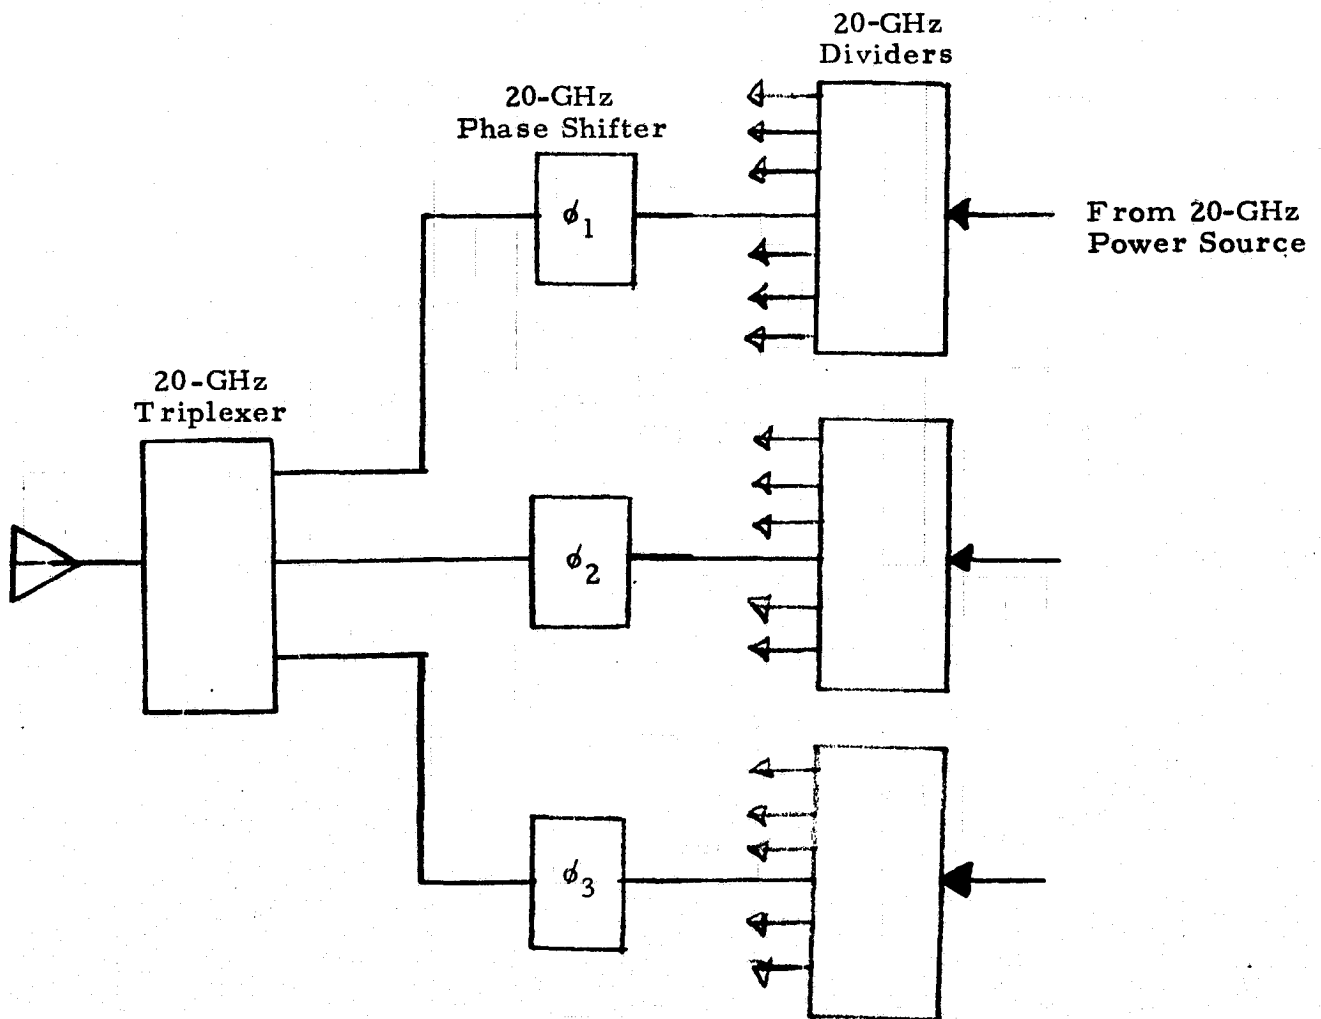 20-GHz
Dividers
20-GHz
Phase Shifter
ϕ1
From 20-GHz
Power Source
20-GHz
Triplexer
ϕ2
ϕ3